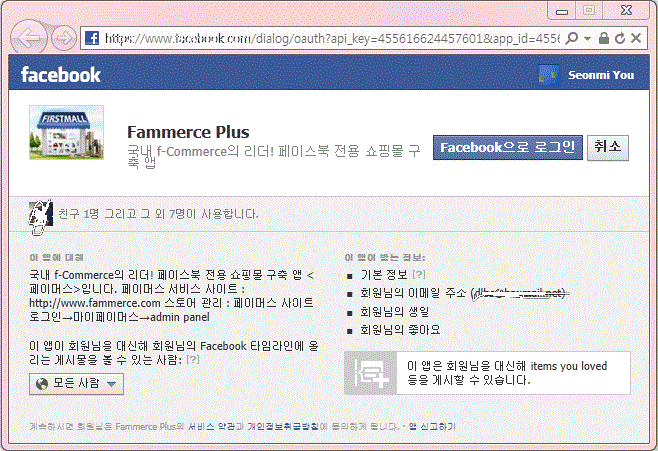 https://www.facebook.com/dialog/oauth?api_key=455616624457601&app_id=4556
facebook
Seonmi You
FIRSTMALL
Fammerce Plus
국내 f-Commerce의 리더! 페이스북 전용 쇼핑몰 구
축 앱
Facebook으로 로그인
취소
친구 1명 그리고 그 외 7명이 사용합니다.
이 앱에 대해
국내 f-Commerce의 리더! 페이스북 전용 쇼핑몰 구축 앱 <
페이머스>입니다. 페이머스 서비스 사이트 :
http://www.fammerce.com 스토어 관리 : 페이머스 사이트
로그인→마이페이머스→admin panel
이 앱이 회원님을 대신해 회원님의 Facebook 타임라인에 올
리는 게시물을 볼 수 있는 사람: [?]
모든 사람
이 앱이 받는 정보:
기본 정보 [?]
회원님의 이메일 주소
회원님의 생일
회원님의 좋아요
이 앱은 회원님을 대신해 items you loved
등을 게시할 수 있습니다.
계속하시면 회원님은 Fammerce Plus의 서비스 약관과 개인정보취급방침에 동의하게 됩니다. · 앱 신고하기